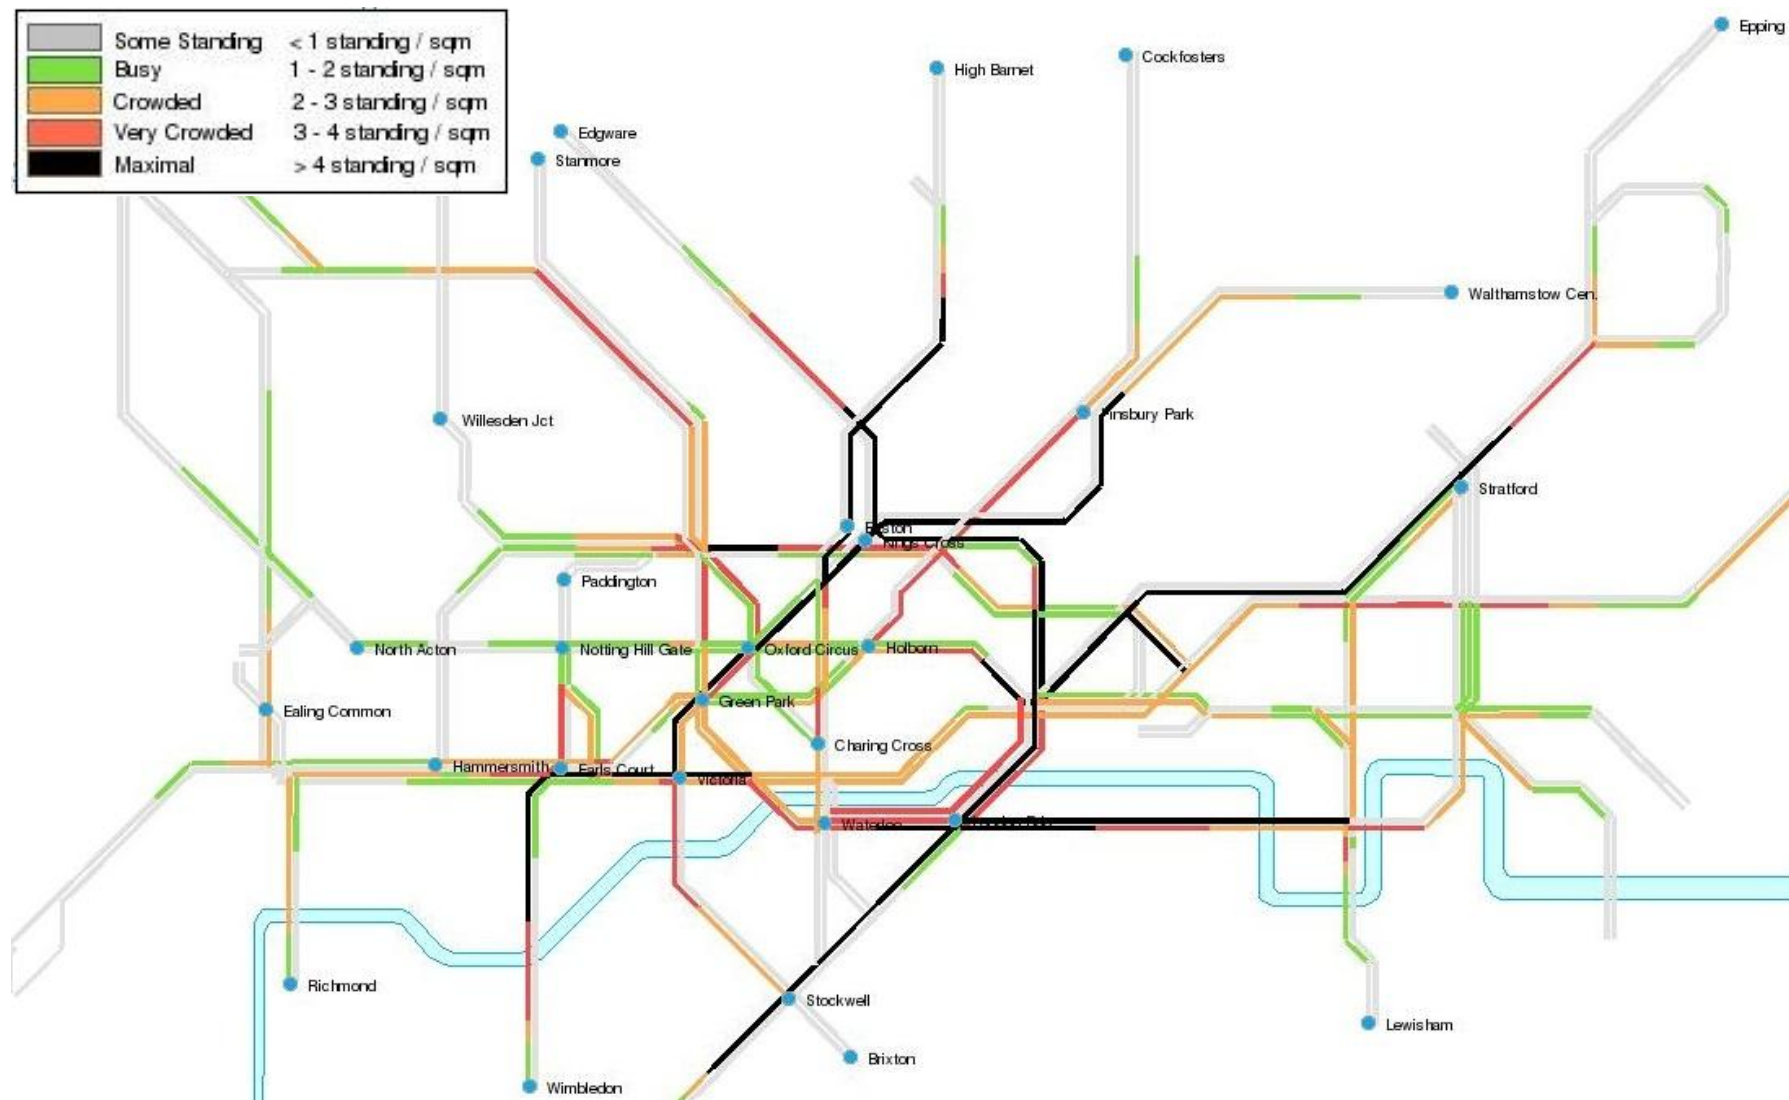 Some Standing < 1 standing / sqm
Busy 1 - 2 standing / sqm
Crowded 2 - 3 standing / sqm
Very Crowded 3 - 4 standing / sqm
Maximal > 4 standing / sqm
Epping
Cockfosters
High Barnet
Edgware
Stanmore
Walthamstow Cen.
Willesden Jct
Finsbury Park
Stratford
Euston
Kings Cross
Paddington
North Acton
Notting Hill Gate
Oxford Circus
Holborn
Ealing Common
Green Park
Charing Cross
Hammersmith
Earls Court
Victoria
Waterloo
Richmond
Stockwell
Lewisham
Brixton
Wimbledon